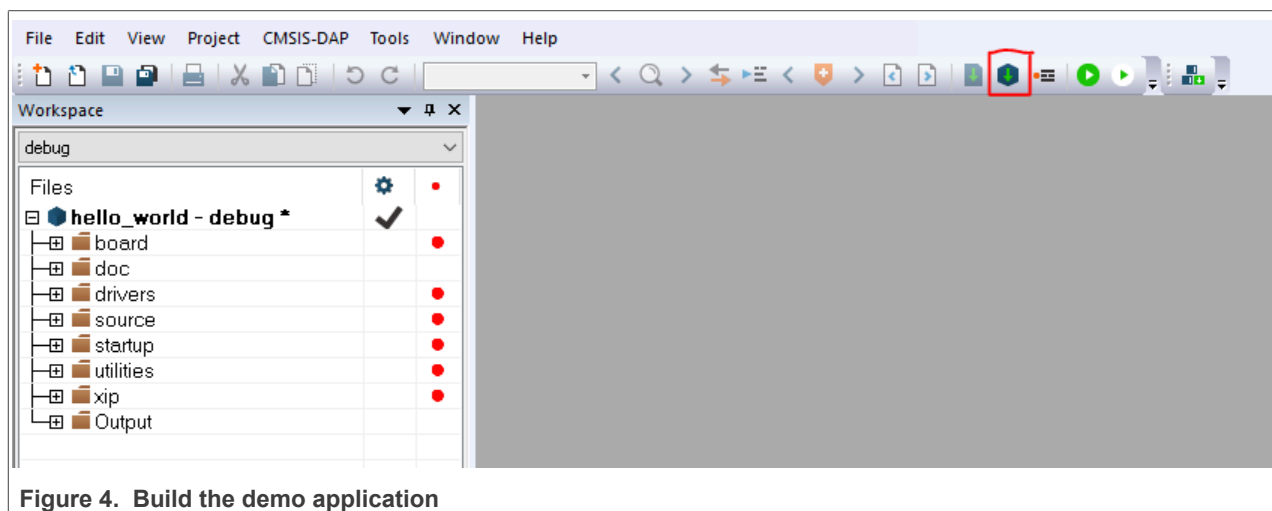 File Edit View Project CMSIS-DAP Tools Window Help
Workspace
debug
Files
hello_world - debug *
board
doc
drivers
source
startup
utilities
xip
Output
Figure 4. Build the demo application